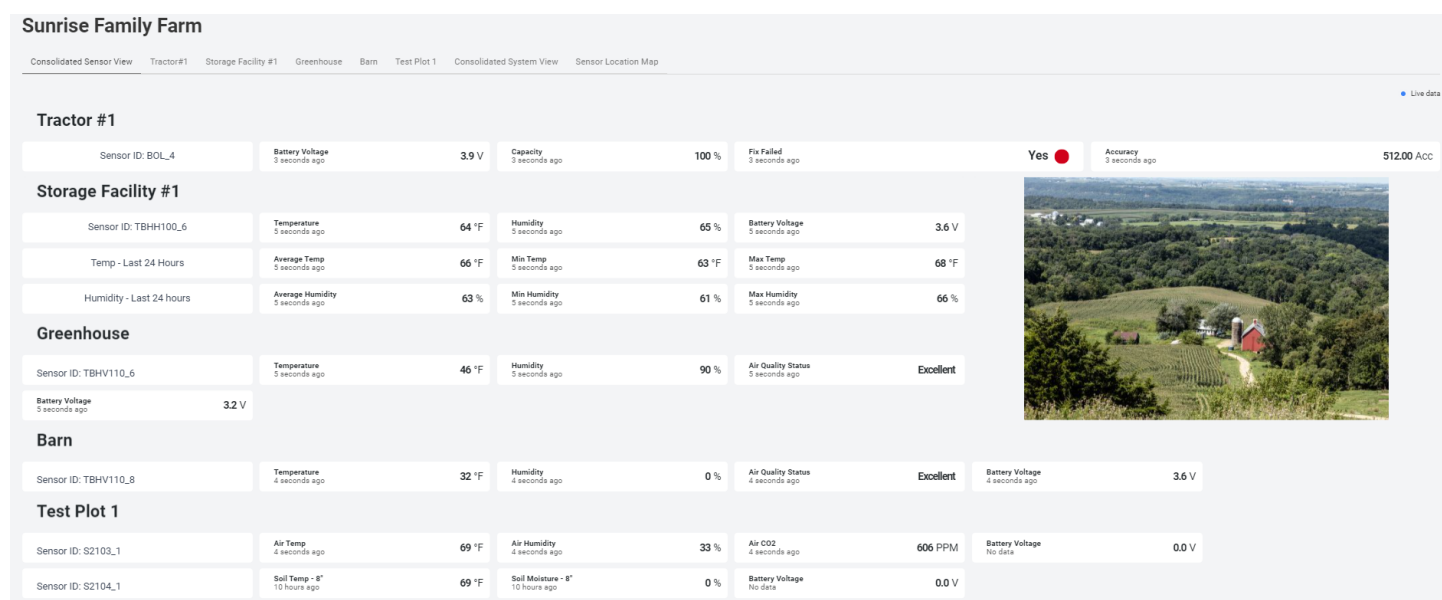 Sunrise Family Farm
Consolidated Sensor View Tractor#1 Storage Facility #1 Greenhouse Barn Test Plot 1 Consolidated System View Sensor Location Map
Live data
Tractor #1
Sensor ID: BOL_4 Battery Voltage 3.9 V Capacity 100 % Fix Failed Yes Accuracy 512.00 Acc
3 seconds ago 3 seconds ago 3 seconds ago 3 seconds ago
Storage Facility #1
Sensor ID: TBHH100_6 Temperature 64 °F Humidity 65 % Battery Voltage 3.6 V
5 seconds ago 5 seconds ago 5 seconds ago
Temp - Last 24 Hours Average Temp 66 °F Min Temp 63 °F Max Temp 68 °F
5 seconds ago 5 seconds ago 5 seconds ago
Humidity - Last 24 hours Average Humidity 63 % Min Humidity 61 % Max Humidity 66 %
5 seconds ago 5 seconds ago 5 seconds ago
Greenhouse
Sensor ID: TBHV110_6 Temperature 46 °F Humidity 90 % Air Quality Status Excellent
5 seconds ago 5 seconds ago 5 seconds ago
Battery Voltage 3.2 V
5 seconds ago
Barn
Sensor ID: TBHV110_8 Temperature 32 °F Humidity 0 % Air Quality Status Excellent Battery Voltage 3.6 V
4 seconds ago 4 seconds ago 4 seconds ago 4 seconds ago
Test Plot 1
Sensor ID: S2103_1 Air Temp 69 °F Air Humidity 33 % Air CO2 606 PPM Battery Voltage 0.0 V
4 seconds ago 4 seconds ago 4 seconds ago No data
Sensor ID: S2104_1 Soil Temp - 8" 69 °F Soil Moisture - 8" 0 % Battery Voltage 0.0 V
10 hours ago 10 hours ago No data